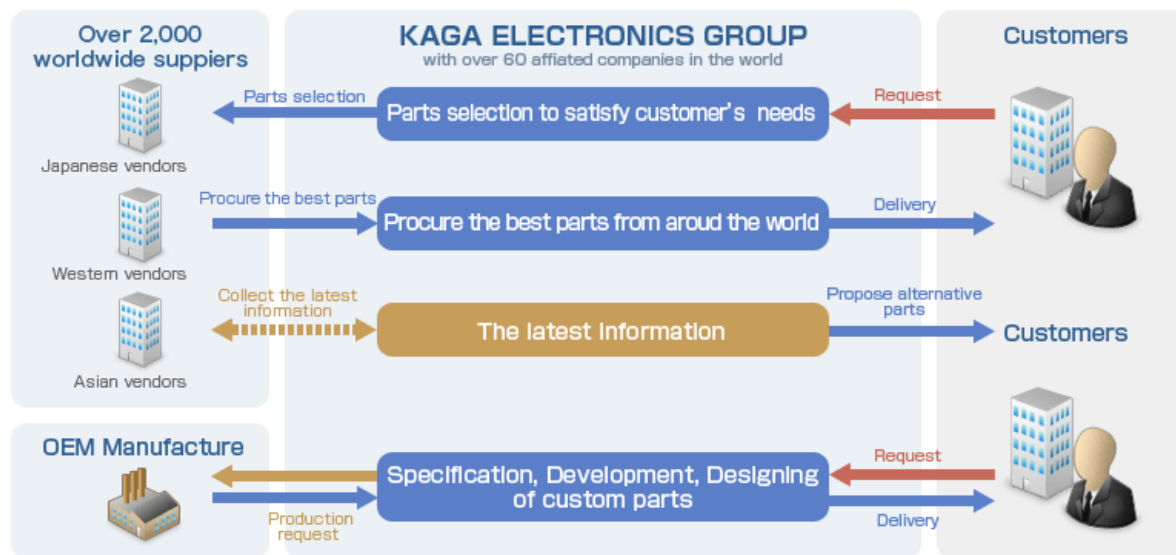 Over 2,000
worldwide suppiers
Japanese vendors
Western vendors
Asian vendors
OEM Manufacture
Parts selection
Procure the best parts
Collect the latest
information
Production
request
KAGA ELECTRONICS GROUP
with over 60 affiated companies in the world
Parts selection to satisfy customer's needs
Procure the best parts from aroud the world
The latest information
Specification, Development, Designing
of custom parts
Request
Delivery
Propose alternative
parts
Request
Delivery
Customers
Customers